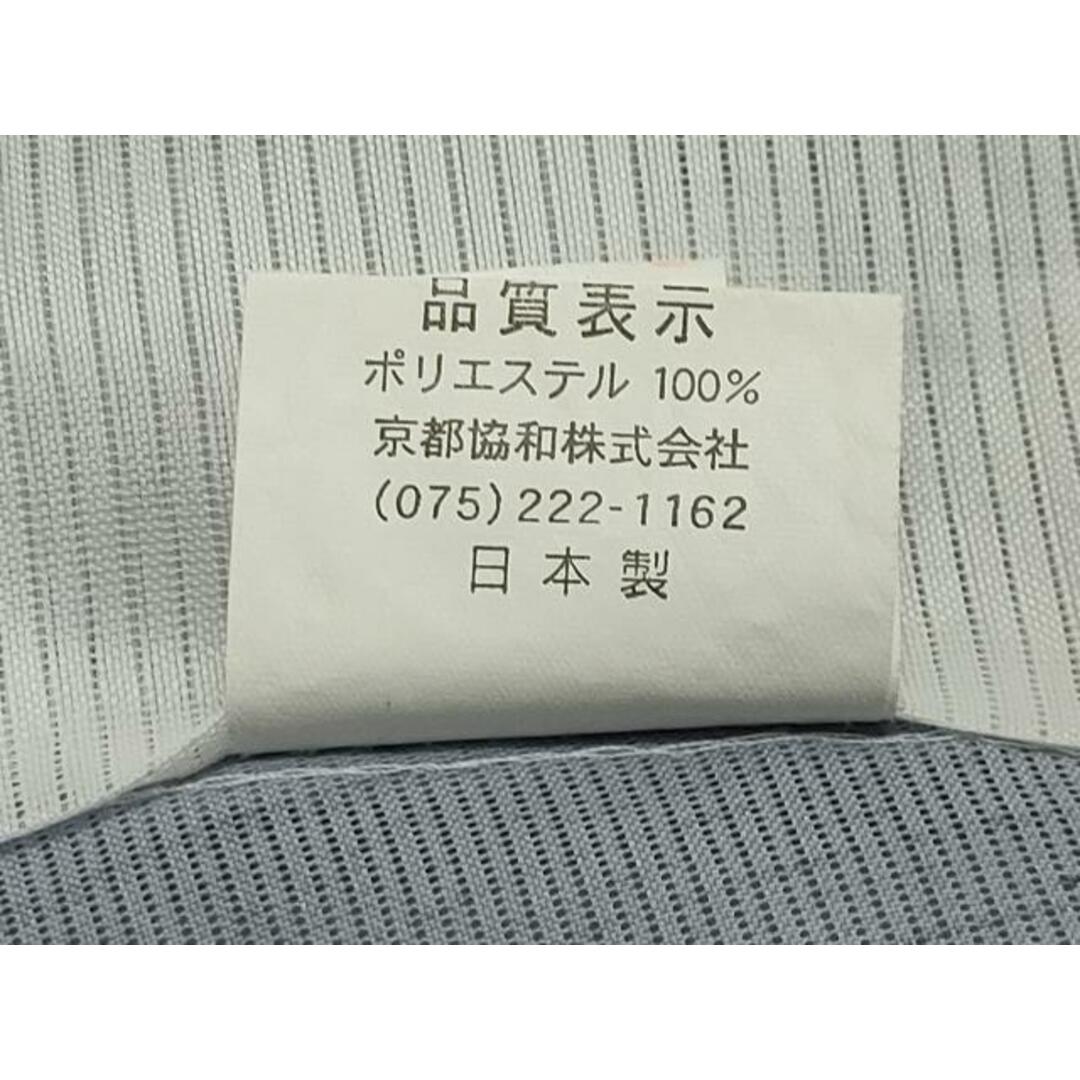 品質表示
ポリエステル 100%
京都協和株式会社
(075)222-1162
日本製